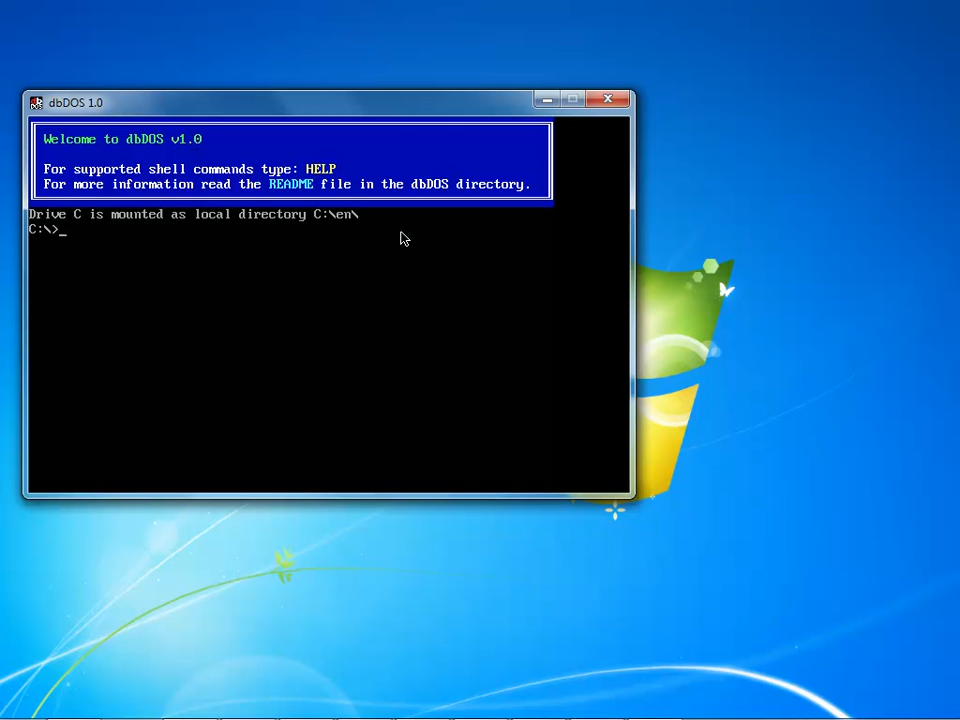 dbDOS 1.0
Welcome to dbDOS v1.0
For supported shell commands type: HELP
For more information read the README file in the dbDOS directory.
Drive C is mounted as local directory C:\en\
C:\>_